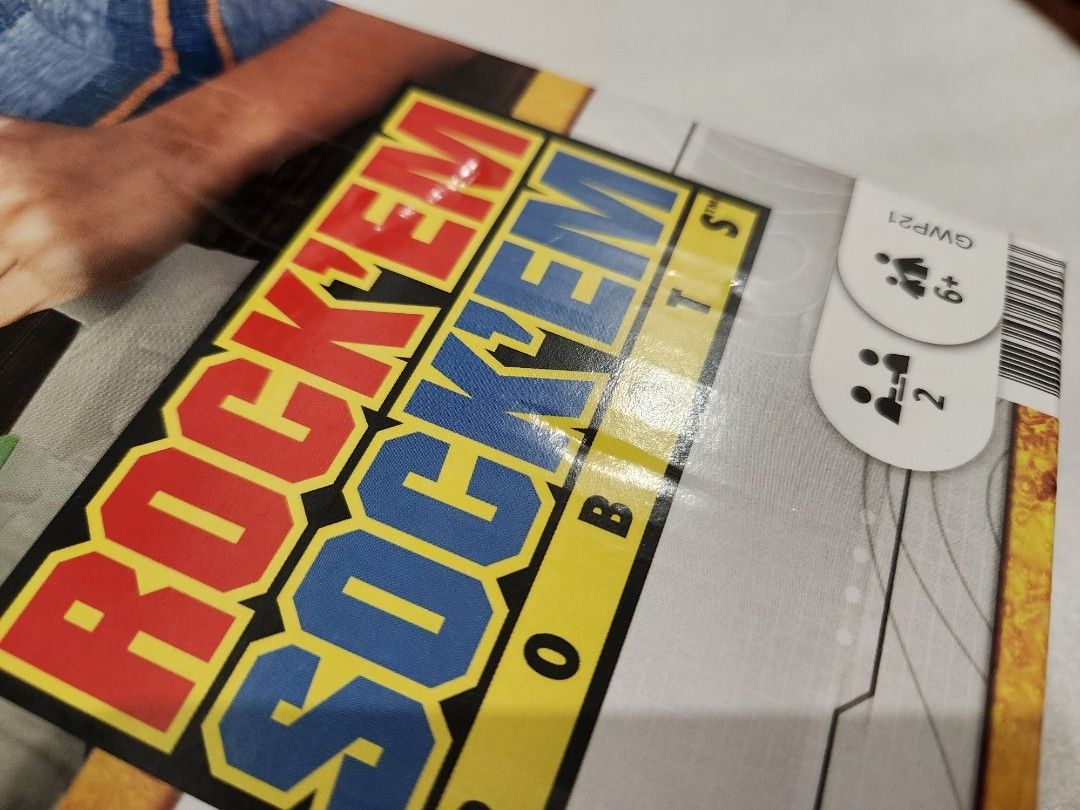 ROCK'EM
SOCK'EM
ROBOTS™
GWP21
6+
2